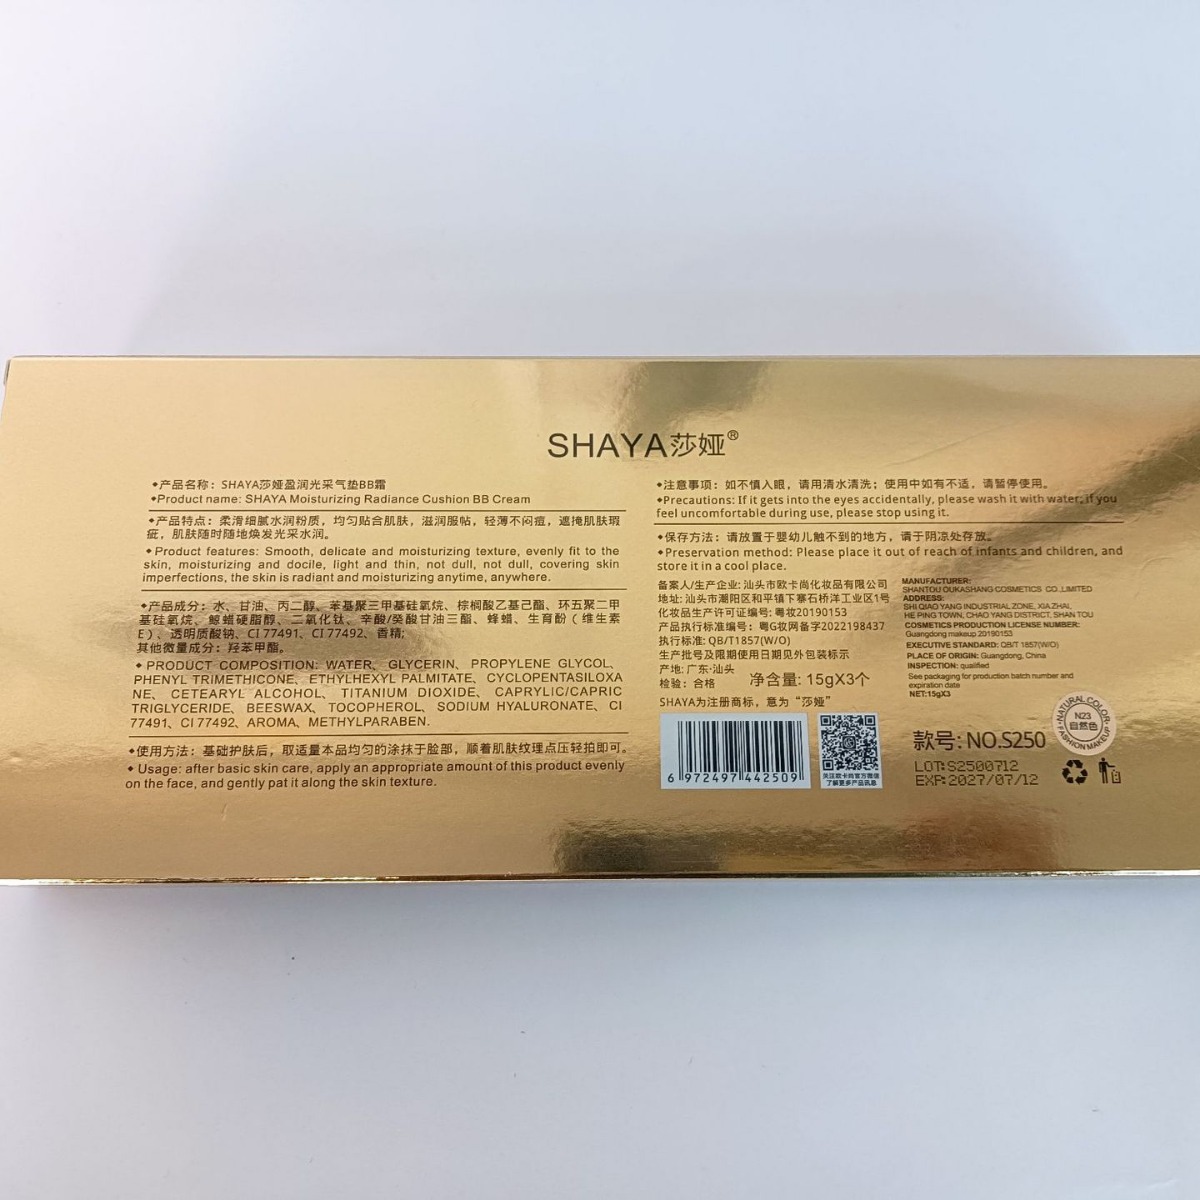 SHAYA莎娅®
◆产品名称：SHAYA莎娅盈润光采气垫BB霜
◆Product name: SHAYA Moisturizing Radiance Cushion BB Cream
◆产品特点：柔滑细腻水润粉质，均匀贴合肌肤，滋润服帖，轻薄不闷痘，遮掩肌肤瑕
疵，肌肤随时随地焕发光采水润。
◆Product features: Smooth, delicate and moisturizing texture, evenly fit to the
skin, moisturizing and docile, light and thin, not dull, not dull, covering skin
imperfections, the skin is radiant and moisturizing anytime, anywhere.
◆产品成分：水、甘油、丙二醇、苯基聚三甲基硅氧烷、棕榈酸乙基己酯、环五聚二甲
基硅氧烷、鲸蜡硬脂醇、二氧化钛、辛酸/癸酸甘油三酯、蜂蜡、生育酚（维生素
E）、透明质酸钠、CI 77491、CI 77492、香精;
其他微量成分：羟苯甲酯。
◆PRODUCT COMPOSITION: WATER、GLYCERIN、PROPYLENE GLYCOL、
PHENYL TRIMETHICONE、ETHYLHEXYL PALMITATE、CYCLOPENTASILOXA
NE、CETEARYL ALCOHOL、TITANIUM DIOXIDE、CAPRYLIC/CAPRIC
TRIGLYCERIDE、BEESWAX、TOCOPHEROL、SODIUM HYALURONATE、CI
77491、CI 77492、AROMA、METHYLPARABEN.
◆使用方法：基础护肤后，取适量本品均匀的涂抹于脸部，顺着肌肤纹理点压轻拍即可。
◆Usage: after basic skin care, apply an appropriate amount of this product evenly
on the face, and gently pat it along the skin texture.
◆注意事项：如不慎入眼，请用清水清洗；使用中如有不适，请暂停使用。
◆Precautions: If it gets into the eyes accidentally, please wash it with water; if you
feel uncomfortable during use, please stop using it.
◆保存方法：请放置于婴幼儿触不到的地方，请于阴凉处存放。
◆Preservation method: Please place it out of reach of infants and children, and
store it in a cool place.
备案人/生产企业: 汕头市欧卡尚化妆品有限公司
地址: 汕头市潮阳区和平镇下寨石桥洋工业区1号
化妆品生产许可证编号: 粤妆20190153
产品执行标准编号：粤G妆网备字2022198437
执行标准: QB/T1857(W/O)
生产批号及限期使用日期见外包装标示
产地: 广东·汕头
检验：合格
净含量: 15gX3个
SHAYA为注册商标，意为“莎娅”
MANUFACTURER:
SHANTOU OUKASHANG COSMETICS CO.,LIMITED
ADDRESS:
SHI QIAO YANG INDUSTRIAL ZONE, XIA ZHAI,
HE PING TOWN, CHAO YANG DISTRICT, SHAN TOU
COSMETICS PRODUCTION LICENSE NUMBER:
Guangdong makeup 20190153
EXECUTIVE STANDARD: QB/T 1857(W/O)
PLACE OF ORIGIN: Guangdong, China
INSPECTION: qualified
See packaging for production batch number and
expiration date
NET:15gX3
6 972497 442509
关注欧卡尚官方微信
了解更多产品讯息
款号: NO.S250
LOT:S2500712
EXP:2027/07/12
NATURAL COLOR
N23
自然色
FASHION MAKEUP